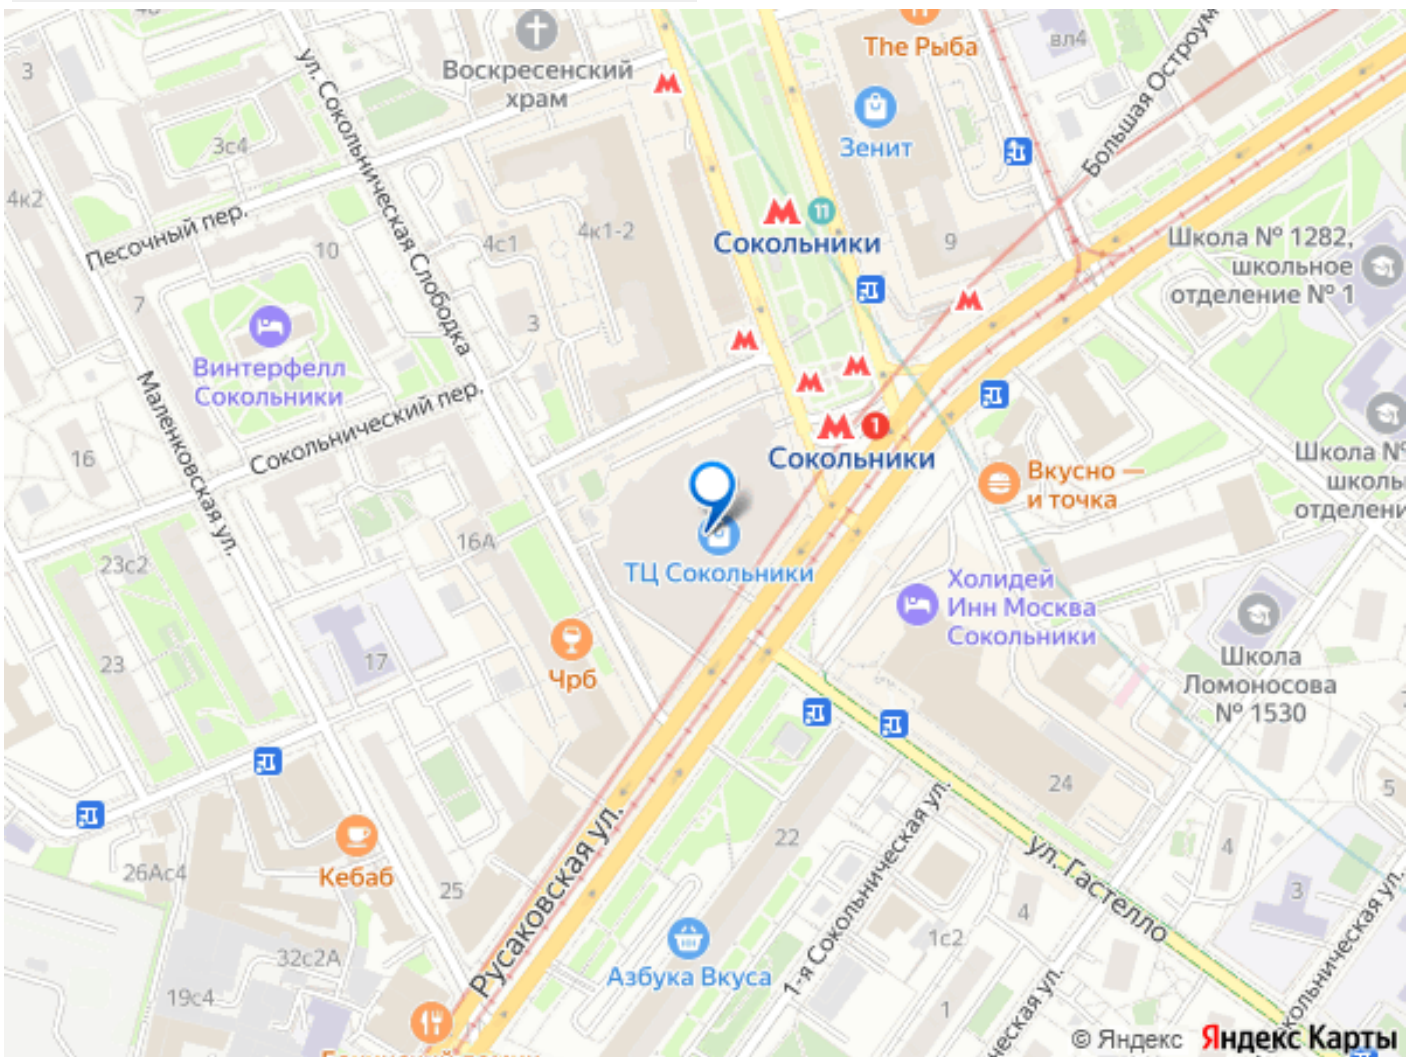 The Рыба
вл4
Большая Остроум
3
Воскресенский
храм
ул. Сокольническая Слободка
Зенит
3с4
4к2
Песочный пер.
10
4с1
4к1-2
11
Сокольники
9
Школа № 1282,
школьное
отделение № 1
7
3
Винтерфелл
Сокольники
Маленковская ул.
Сокольнический пер.
16
1
Сокольники
Вкусно —
и точка
Школа №
школь
отделени
16А
23с2
ТЦ Сокольники
Холидей
Инн Москва
Сокольники
23
17
Чрб
Школа
Ломоносова
№ 1530
24
5
Русаковская ул.
22
1-я Сокольническая ул.
ул. Гастелло
4
26Ас4
Кебаб
25
3
4
1с2
кольническая ул.
32с2А
Азбука Вкуса
19с4
1
ческая ул.
© Яндекс Яндекс Карты